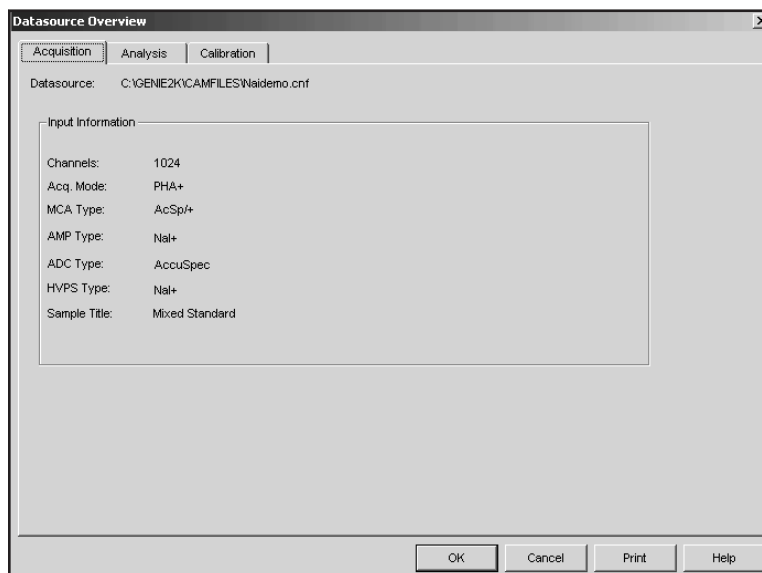 Datasource Overview
Acquisition Analysis Calibration
Datasource: C:\GENIE2K\CAMFILES\Naidemo.cnf
Input Information
Channels: 1024
Acq. Mode: PHA+
MCA Type: AcSp/+
AMP Type: NaI+
ADC Type: AccuSpec
HVPS Type: NaI+
Sample Title: Mixed Standard
OK Cancel Print Help